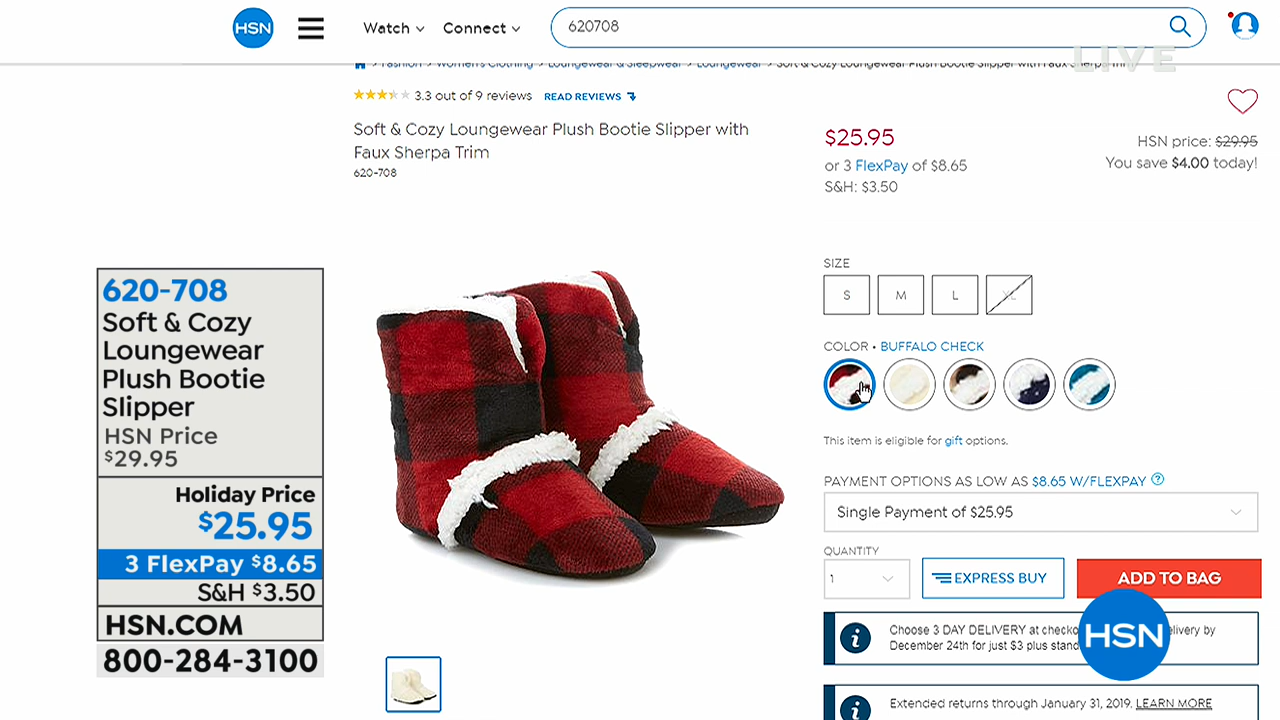 HSN
Watch
Connect
620708
LIVE
Fashion > Women's Clothing > Loungewear & Sleepwear > Loungewear > Soft & Cozy Loungewear Plush Bootie Slipper with Faux Sherpa Trim
3.3 out of 9 reviews READ REVIEWS
Soft & Cozy Loungewear Plush Bootie Slipper with
Faux Sherpa Trim
620-708
$25.95
HSN price: $29.95
or 3 FlexPay of $8.65
You save $4.00 today!
S&H: $3.50
SIZE
S
M
L
XL
COLOR • BUFFALO CHECK
This item is eligible for gift options.
PAYMENT OPTIONS AS LOW AS $8.65 W/FLEXPAY ?
Single Payment of $25.95
QUANTITY
1
EXPRESS BUY
ADD TO BAG
Choose 3 DAY DELIVERY at checko
elivery by
December 24th for just $3 plus stand
HSN
Extended returns through January 31, 2019. LEARN MORE
620-708
Soft & Cozy
Loungewear
Plush Bootie
Slipper
HSN Price
$29.95
Holiday Price
$25.95
3 FlexPay $8.65
S&H $3.50
HSN.COM
800-284-3100